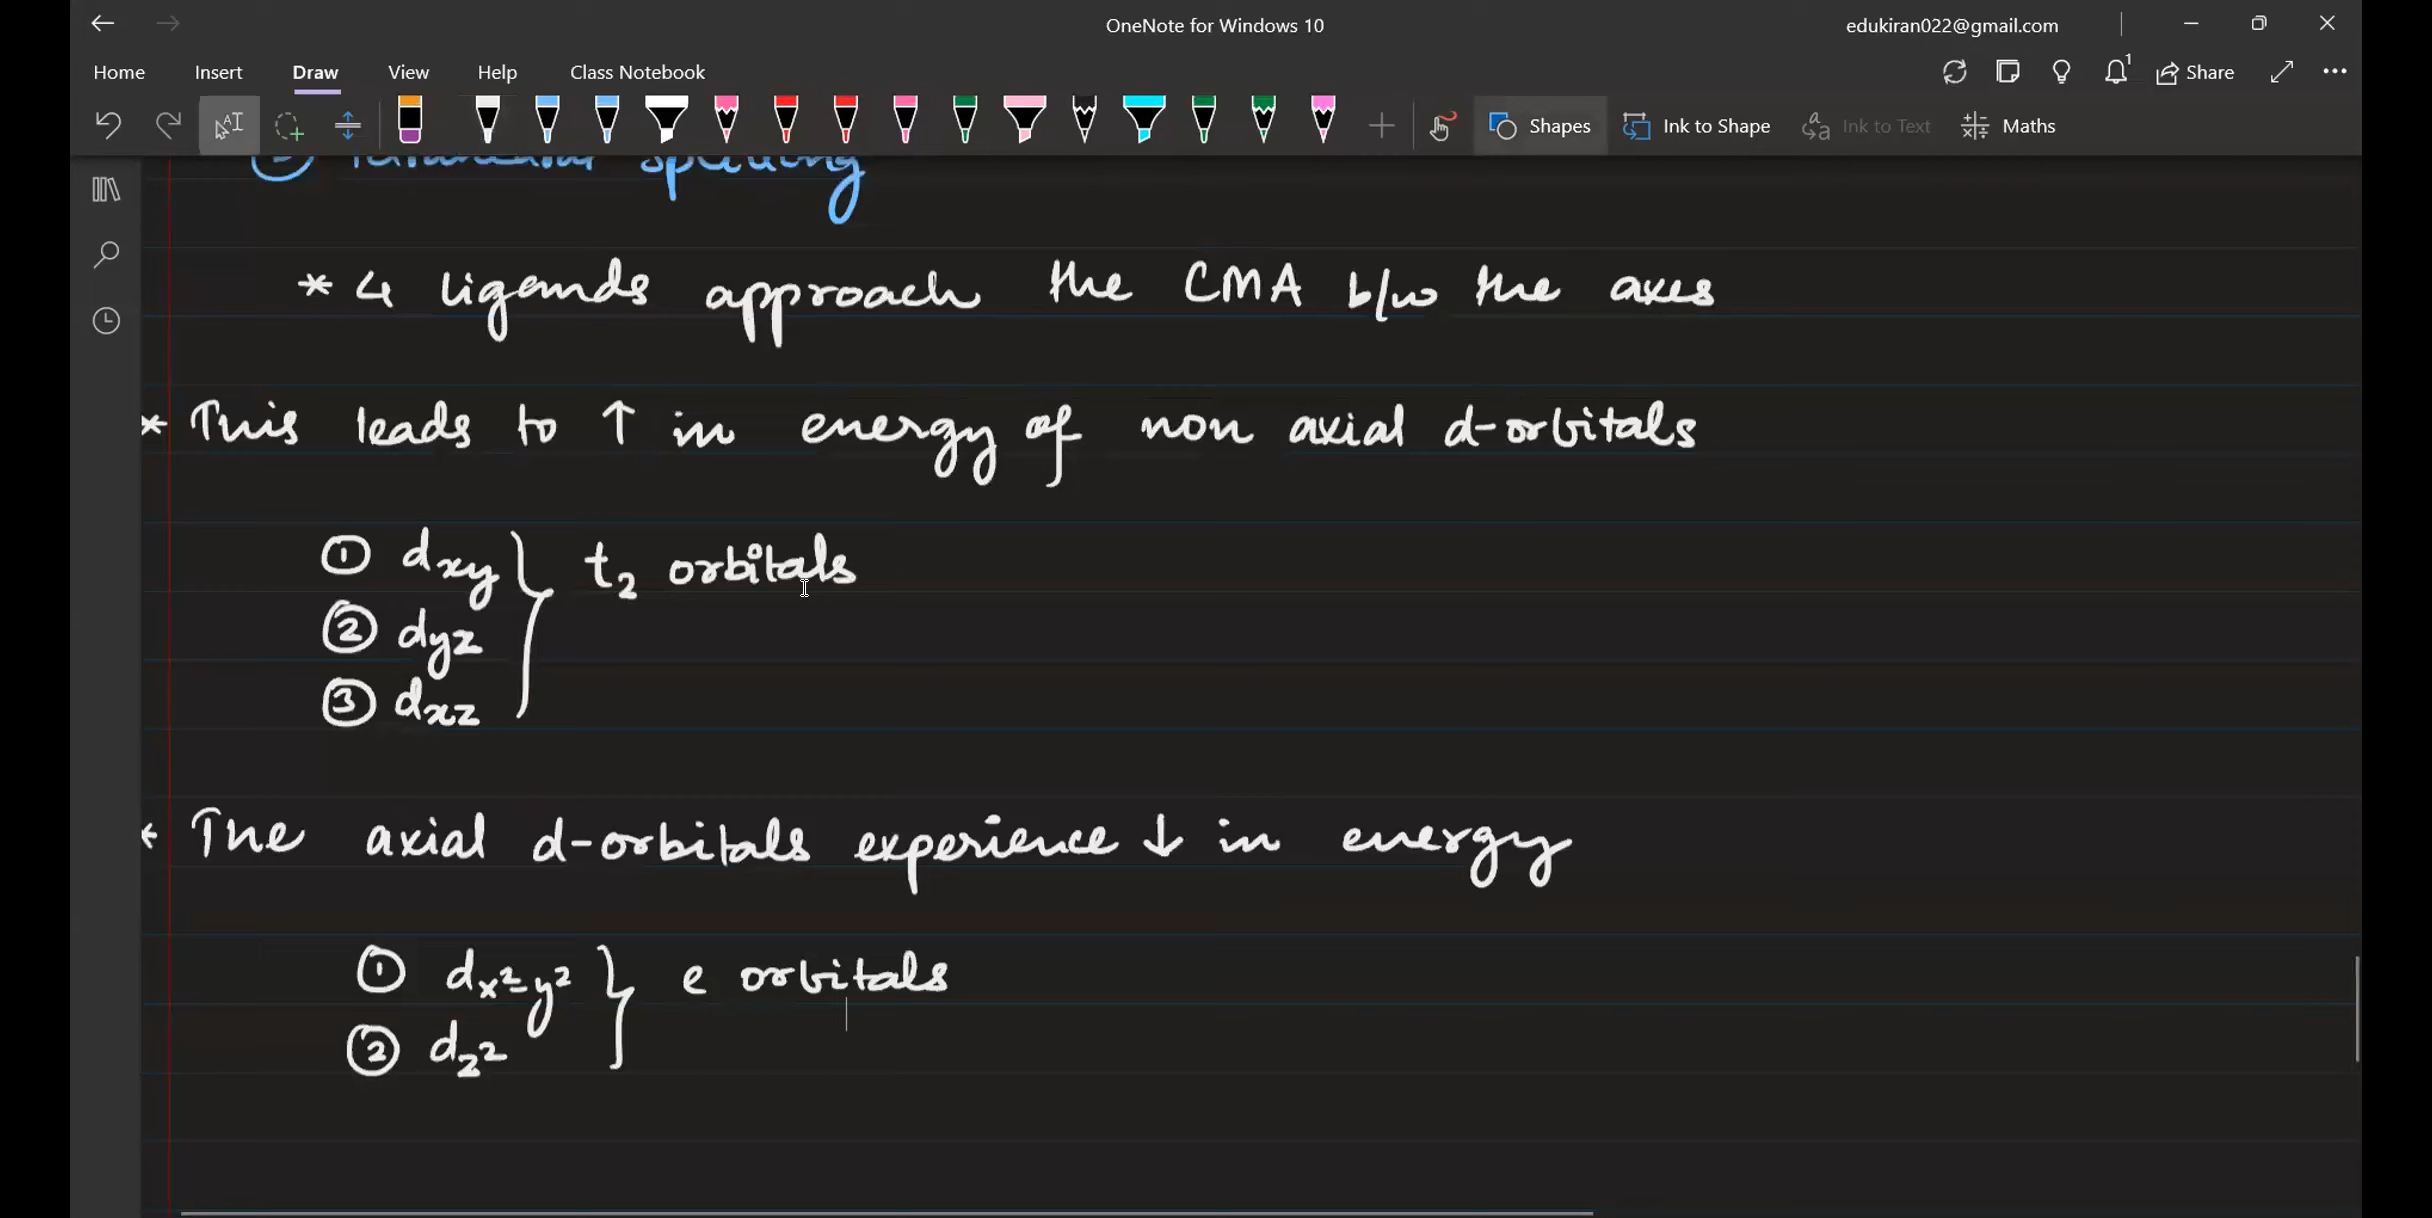 OneNote for Windows 10
edukiran022@gmail.com
Home Insert Draw View Help Class Notebook
Share
Shapes Ink to Shape Ink to Text Maths
splitting
* 4 ligands approach the CMA b/w the axes
* This leads to ↑ in energy of non axial d-orbitals
① dxy } t₂ orbitals
② dyz
③ dxz
* The axial d-orbitals experience ↓ in energy
① dx²-y² } e orbitals
② dz²